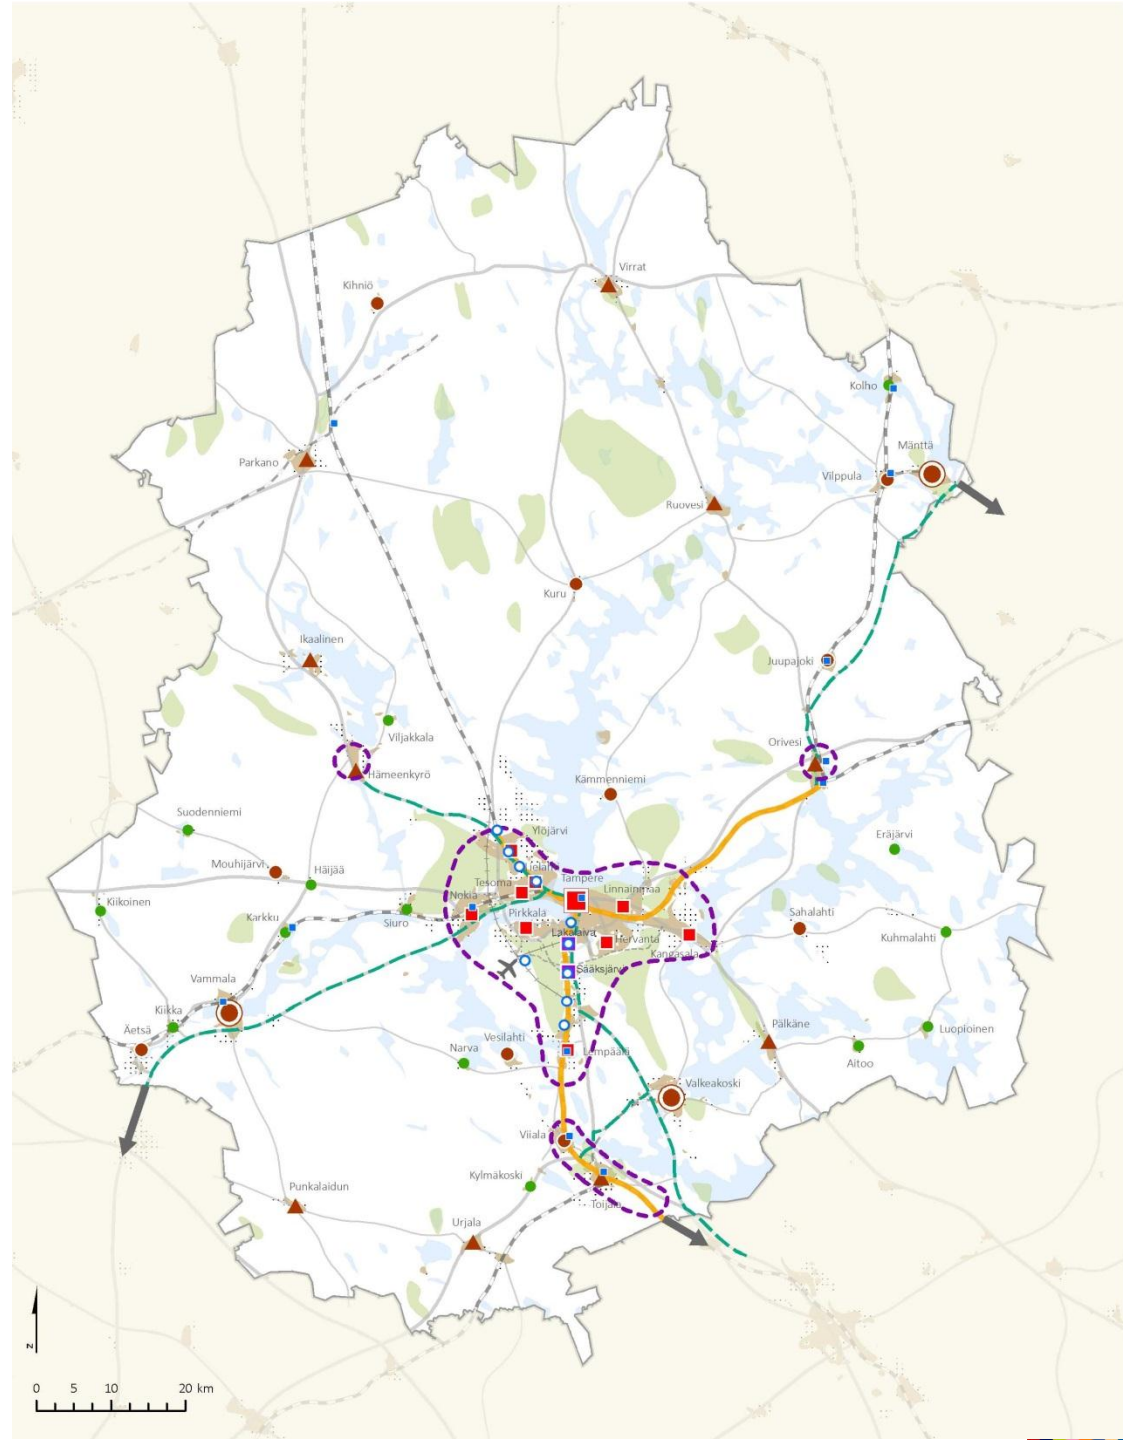 Virrat
Kihniö
Kolho
Mänttä
Parkano
Vilppula
Ruovesi
Kuru
Ikaalinen
Juupajoki
Viljakkala
Orivesi
Hämeenkyrö
Kämmenniemi
Suodenniemi
Ylöjärvi
Eräjärvi
Mouhijärvi
Häijää
Tesoma
Tampere
Linnainmaa
Kiikoinen
Nokia
Karkku
Siuro
Pirkkala
Sahalahti
Lakalaiva
Hervanta
Kuhmalahti
Kangasala
Sääksjärvi
Vammala
Kiikka
Äetsä
Pälkäne
Luopioinen
Vesilahti
Narva
Lempäälä
Aitoo
Valkeakoski
Viiala
Kylmäkoski
Punkalaidun
Toijala
Urjala
N
0 5 10 20 km